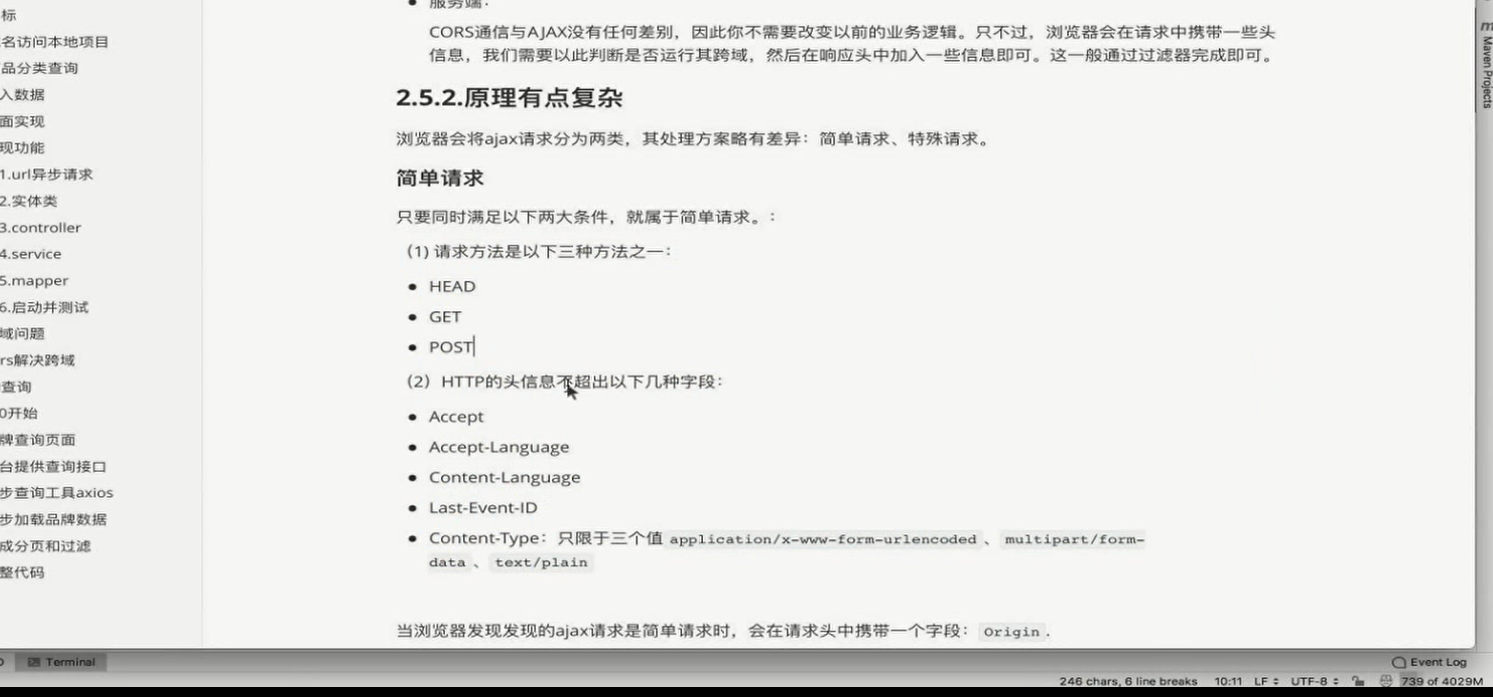 标
名访问本地项目
品分类查询
入数据
面实现
现功能
1.url异步请求
2.实体类
3.controller
4.service
5.mapper
6.启动并测试
域问题
rs解决跨域
查询
0开始
牌查询页面
台提供查询接口
步查询工具axios
步加载品牌数据
成分页和过滤
整代码
服务端：
CORS通信与AJAX没有任何差别，因此你不需要改变以前的业务逻辑。只不过，浏览器会在请求中携带一些头
信息，我们需要以此判断是否运行其跨域，然后在响应头中加入一些信息即可。这一般通过过滤器完成即可。
2.5.2.原理有点复杂
浏览器会将ajax请求分为两类，其处理方案略有差异：简单请求、特殊请求。
简单请求
只要同时满足以下两大条件，就属于简单请求。：
（1) 请求方法是以下三种方法之一：
HEAD
GET
POST
（2）HTTP的头信息不超出以下几种字段：
Accept
Accept-Language
Content-Language
Last-Event-ID
Content-Type：只限于三个值 application/x-www-form-urlencoded 、 multipart/form-
data 、 text/plain
当浏览器发现发现的ajax请求是简单请求时，会在请求头中携带一个字段： Origin .
Maven Projects
Terminal
Event Log
246 chars, 6 line breaks 10:11 LF UTF-8 739 of 4029M